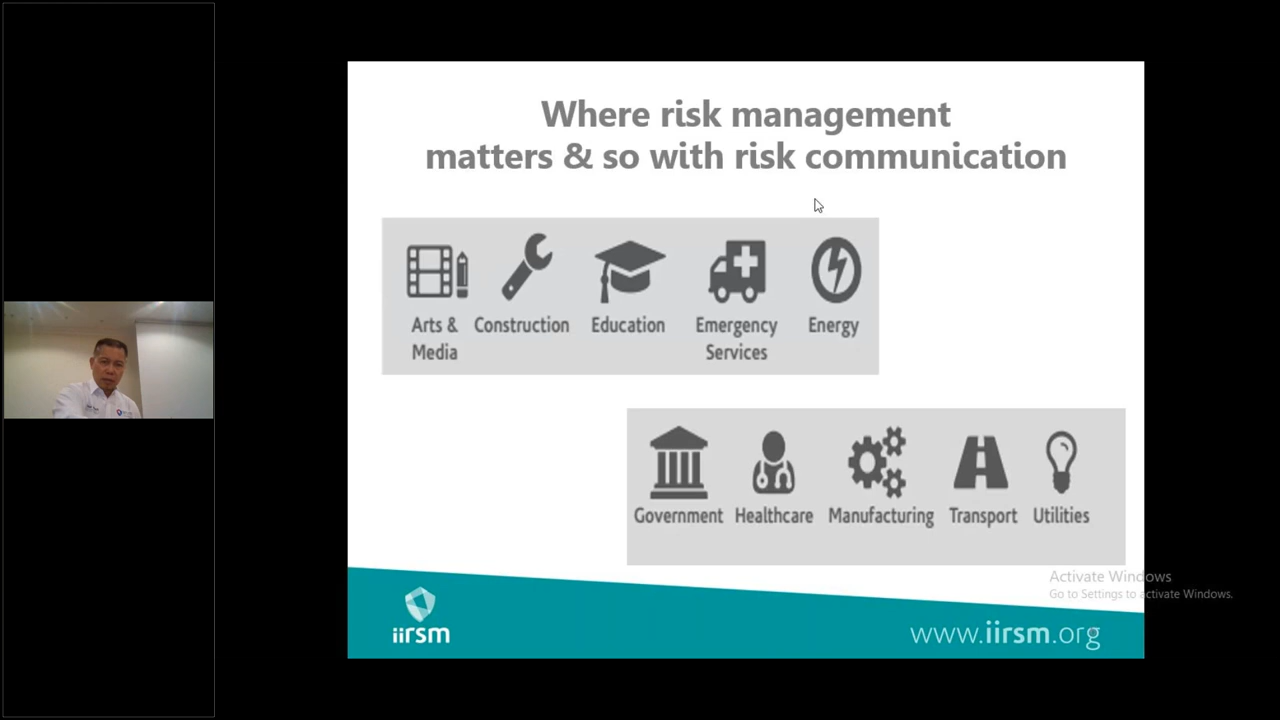 Where risk management
matters & so with risk communication
Arts &
Media
Construction
Education
Emergency
Services
Energy
Government
Healthcare
Manufacturing
Transport
Utilities
Activate Windows
Go to Settings to activate Windows.
iirsm
www.iirsm.org